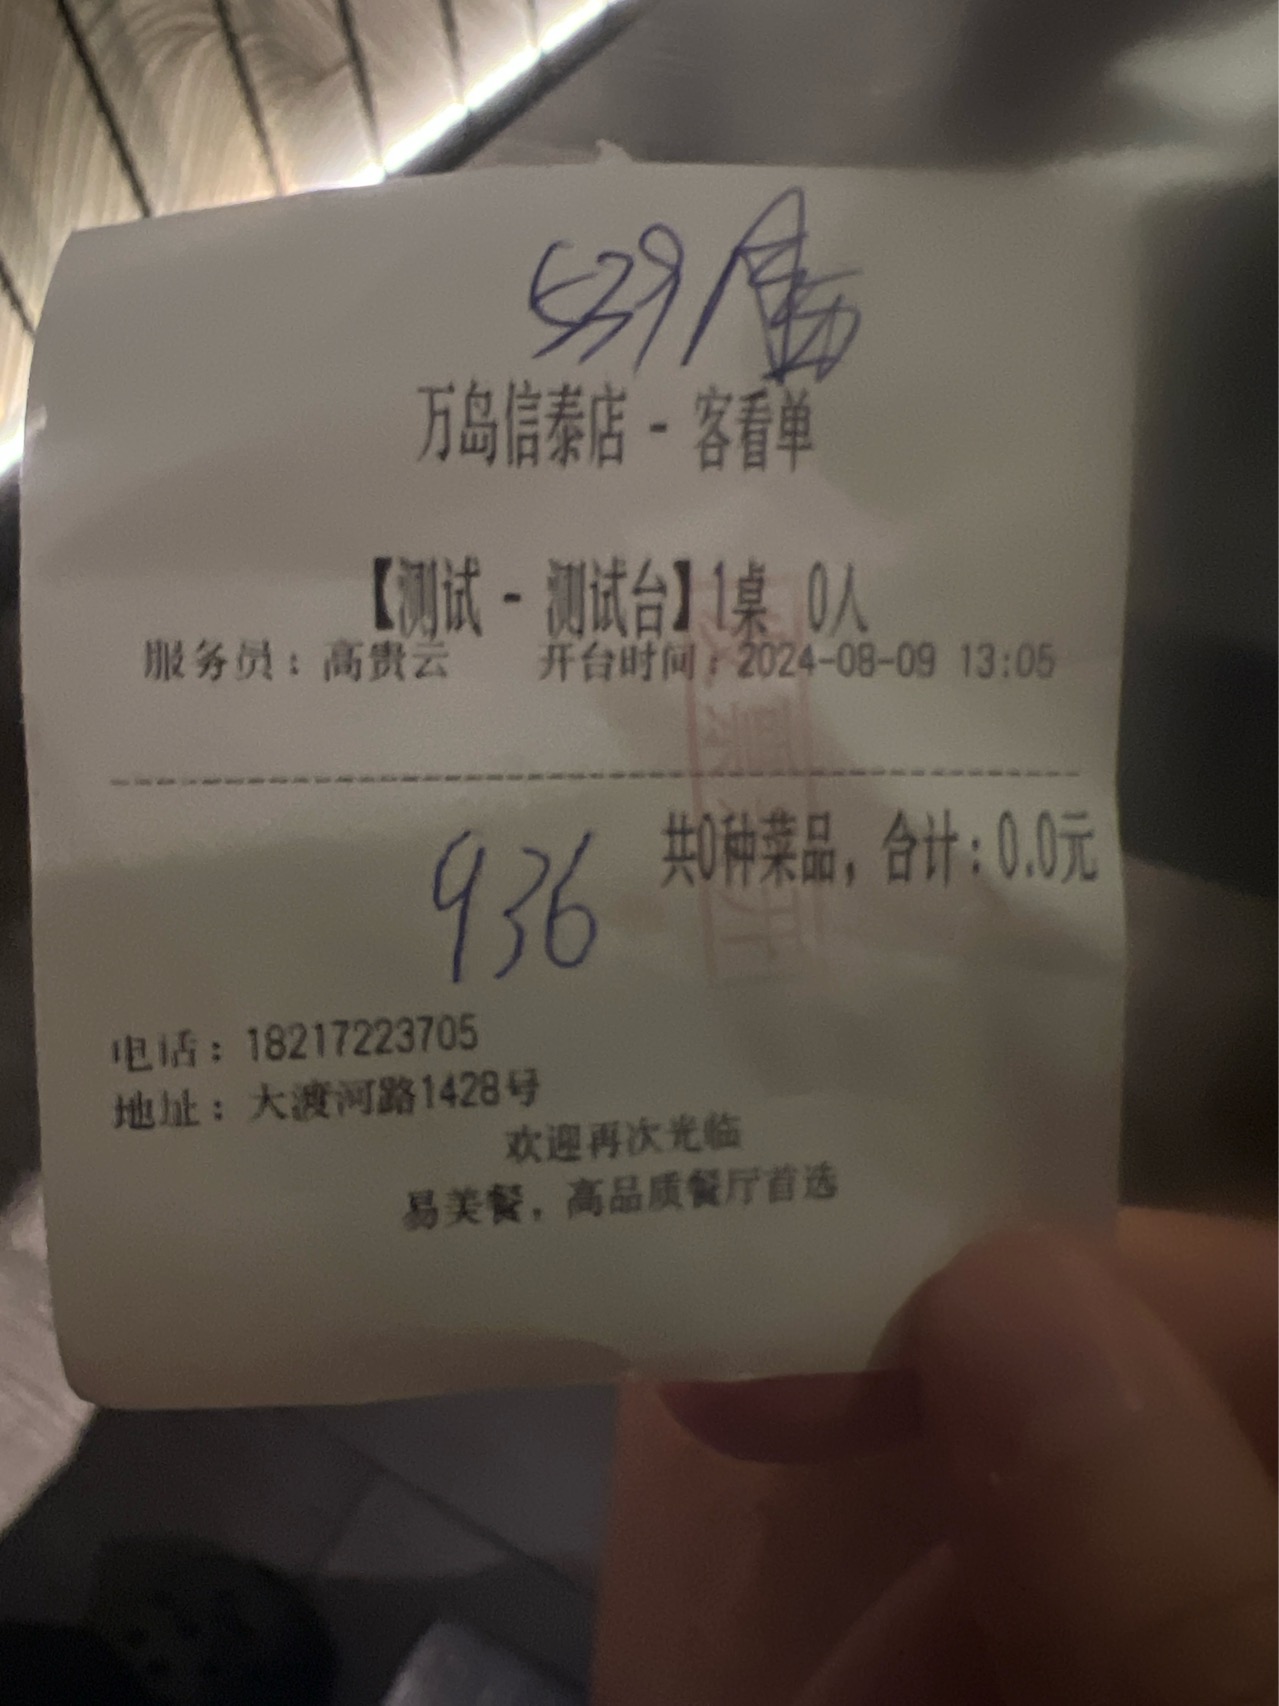 539
万岛信泰店 - 客看单
【测试 - 测试台】1桌 0人
服务员：高贵云 开台时间：2024-08-09 13:05
共0种菜品，合计：0.0元
936
电话：18217223705
地址：大渡河路1428号
欢迎再次光临
易美餐，高品质餐厅首选